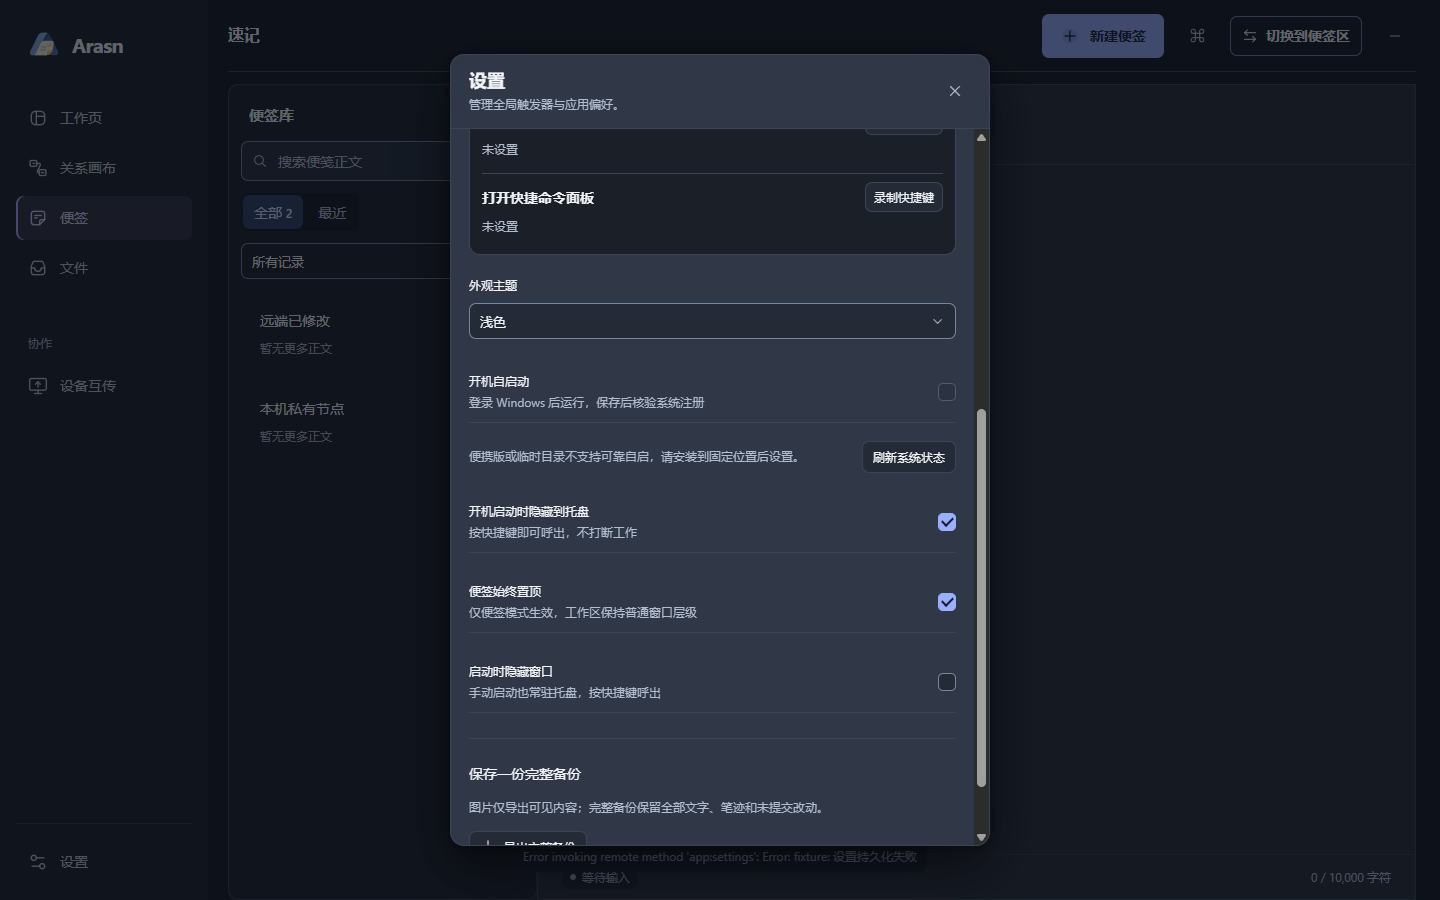 Arasn
工作页
关系画布
便签
文件
协作
设备互传
设置
速记
新建便签
切换到便签区
便签库
搜索便笺正文
全部 2
最近
所有记录
远端已修改
暂无更多正文
本机私有节点
暂无更多正文
设置
管理全局触发器与应用偏好。
未设置
打开快捷命令面板
录制快捷键
未设置
外观主题
浅色
开机自启动
登录 Windows 后运行，保存后核验系统注册
便携版或临时目录不支持可靠自启，请安装到固定位置后设置。
刷新系统状态
开机启动时隐藏到托盘
按快捷键即可呼出，不打断工作
便签始终置顶
仅便签模式生效，工作区保持普通窗口层级
启动时隐藏窗口
手动启动也常驻托盘，按快捷键呼出
保存一份完整备份
图片仅导出可见内容；完整备份保留全部文字、笔迹和未提交改动。
导出完整备份
Error invoking remote method 'app:settings': Error: fixture: 设置持久化失败
等待输入
0 / 10,000 字符